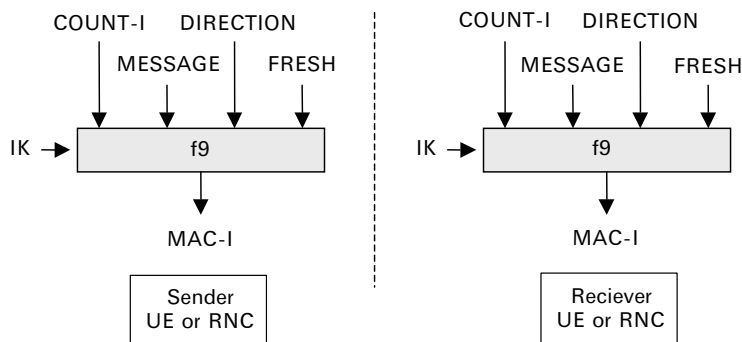 COUNT-I DIRECTION
MESSAGE FRESH
IK f9
MAC-I
Sender
UE or RNC
COUNT-I DIRECTION
MESSAGE FRESH
IK f9
MAC-I
Reciever
UE or RNC